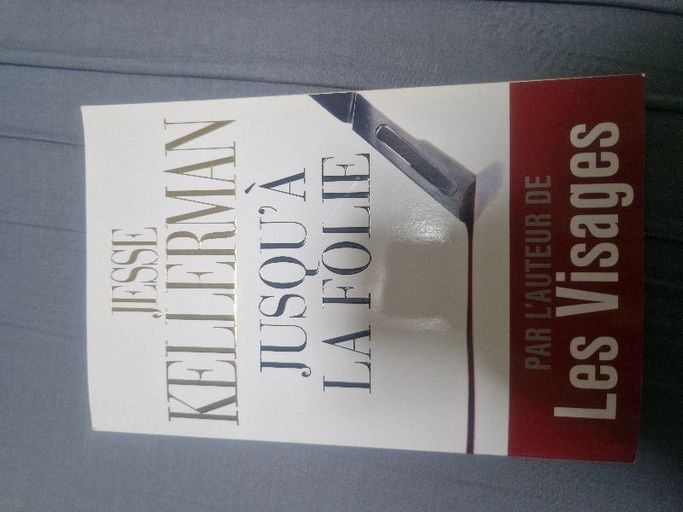 JESSE
KELLERMAN
JUSQU'À
LA FOLIE
PAR L'AUTEUR DE
Les Visages